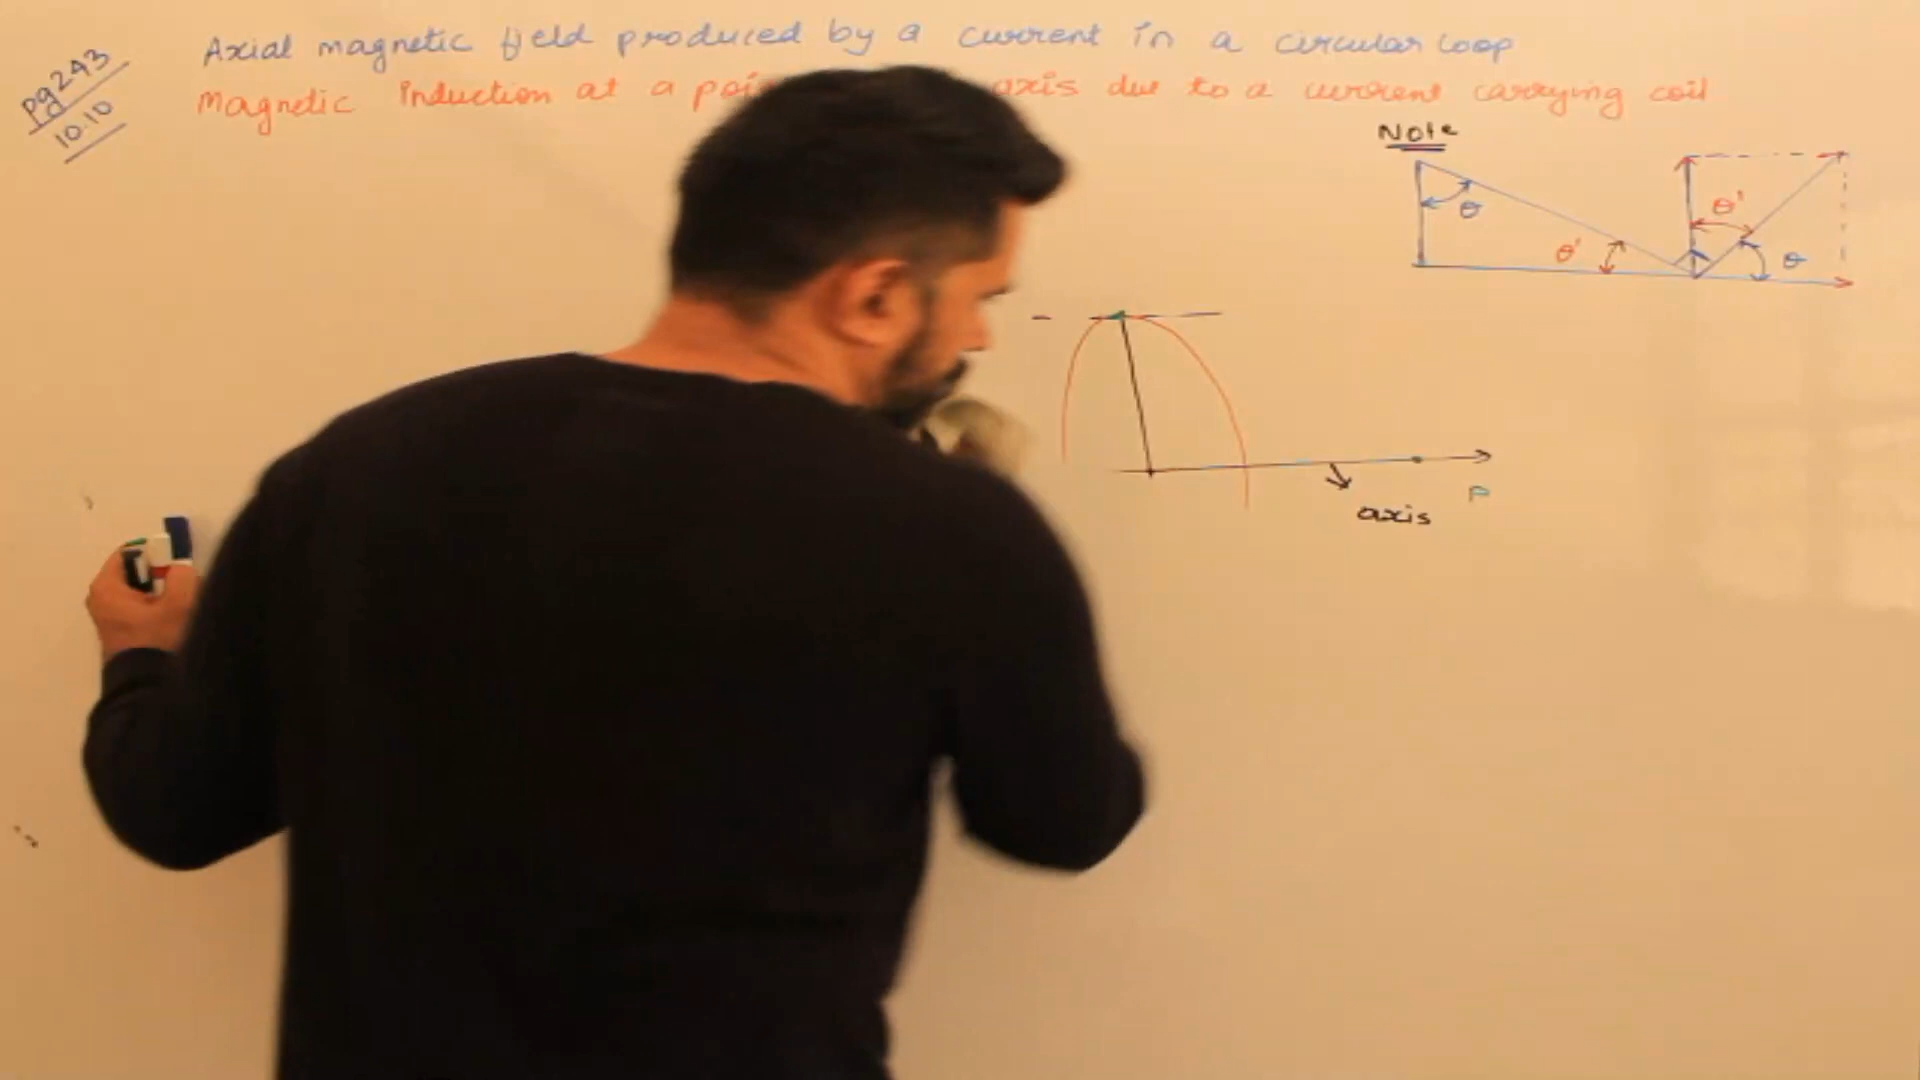 Pg 243
10.10
Axial magnetic field produced by a current in a circular loop
Magnetic Induction at a axis due to a current carrying coil
Note
θ
θ'
θ'
θ
axis
P